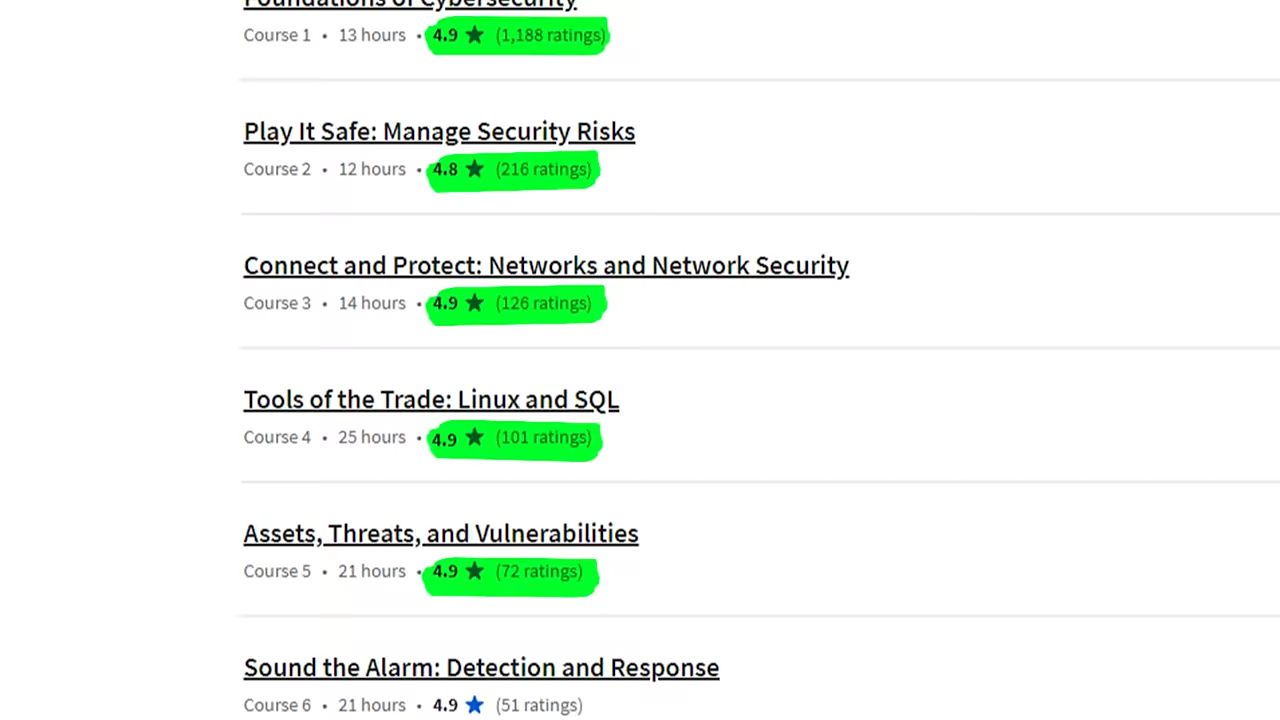 Foundations of Cybersecurity
Course 1 • 13 hours • 4.9 ★ (1,188 ratings)
Play It Safe: Manage Security Risks
Course 2 • 12 hours • 4.8 ★ (216 ratings)
Connect and Protect: Networks and Network Security
Course 3 • 14 hours • 4.9 ★ (126 ratings)
Tools of the Trade: Linux and SQL
Course 4 • 25 hours • 4.9 ★ (101 ratings)
Assets, Threats, and Vulnerabilities
Course 5 • 21 hours • 4.9 ★ (72 ratings)
Sound the Alarm: Detection and Response
Course 6 • 21 hours • 4.9 ★ (51 ratings)